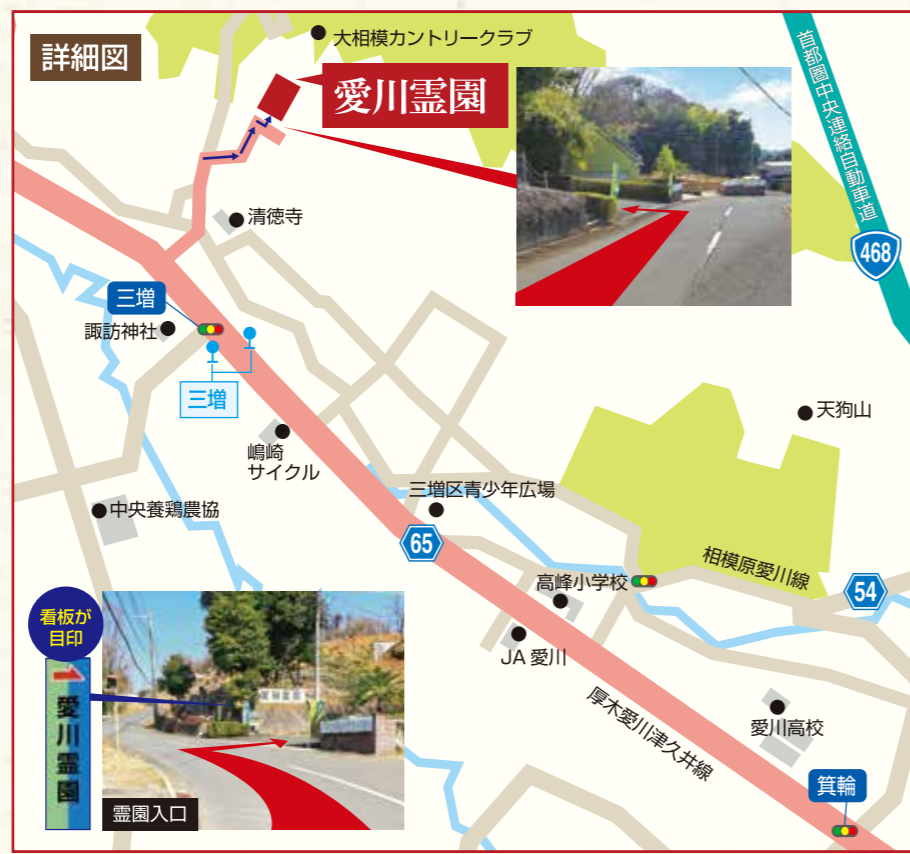 詳細図
大相模カントリークラブ
愛川霊園
首都圏中央連絡自動車道
468
清徳寺
三増
諏訪神社
三増
天狗山
嶋崎
サイクル
三増区青少年広場
中央養鶏農協
65
相模原愛川線
高峰小学校
54
JA 愛川
看板が
目印
厚木愛川津久井線
愛川高校
愛川霊園
愛川霊園
箕輪
霊園入口